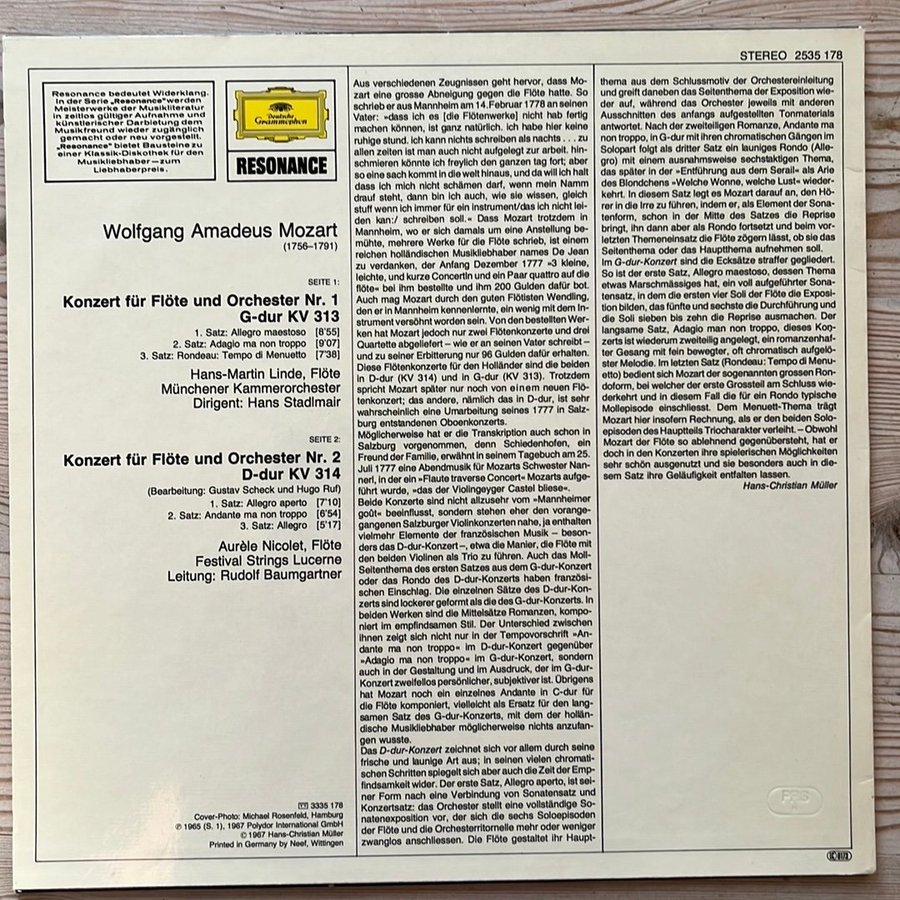 STEREO 2535 178
Resonance bedeutet Widerklang.
In der Serie „Resonance“ werden
Meisterwerke der Musikliteratur
in zeitlos gültiger Aufnahme und
künstlerischer Darbietung dem
Musikfreund wieder zugänglich
gemacht oder neu vorgestellt.
„Resonance“ bietet Bausteine zu
einer Klassik-Diskothek für den
Musikliebhaber – zum
Liebhaberpreis.
Deutsche
Grammophon
RESONANCE
Wolfgang Amadeus Mozart
(1756–1791)
SEITE 1:
Konzert für Flöte und Orchester Nr. 1
G-dur KV 313
1. Satz: Allegro maestoso [8'55]
2. Satz: Adagio ma non troppo [9'07]
3. Satz: Rondeau: Tempo di Menuetto [7'38]
Hans-Martin Linde, Flöte
Münchener Kammerorchester
Dirigent: Hans Stadlmair
SEITE 2:
Konzert für Flöte und Orchester Nr. 2
D-dur KV 314
(Bearbeitung: Gustav Scheck und Hugo Ruf)
1. Satz: Allegro aperto [7'10]
2. Satz: Andante ma non troppo [6'54]
3. Satz: Allegro [5'17]
Aurèle Nicolet, Flöte
Festival Strings Lucerne
Leitung: Rudolf Baumgartner
3335 178
Cover-Photo: Michael Rosenfeld, Hamburg
℗ 1965 (S. 1), 1967 Polydor International GmbH
© 1967 Hans-Christian Müller
Printed in Germany by Neef, Wittingen
Aus verschiedenen Zeugnissen geht hervor, dass Mo-
zart eine grosse Abneigung gegen die Flöte hatte. So
schrieb er aus Mannheim am 14. Februar 1778 an seinen
Vater: »dass ich es [die Flötenwerke] nicht hab fertig
machen können, ist ganz natürlich. ich habe hier keine
ruhige stund. ich kann nichts schreiben als nachts . . . zu
allen zeiten ist man auch nicht aufgelegt zur arbeit. hin-
schmieren könnte ich freylich den ganzen tag fort; aber
so eine sach kommt in die welt hinaus, und da will ich halt
dass ich mich nicht schämen darf, wenn mein Namm
drauf steht, dann bin ich auch, wie sie wissen, gleich
stuff wenn ich immer für ein instrument/das ich nicht lei-
den kan:/ schreiben soll.« Dass Mozart trotzdem in
Mannheim, wo er sich damals um eine Anstellung be-
mühte, mehrere Werke für die Flöte schrieb, ist einem
reichen holländischen Musikliebhaber names De Jean
zu verdanken, der Anfang Dezember 1777 »3 kleine,
leichte, und kurze Concertln und ein Paar quattro auf die
flöte« bei ihm bestellte und ihm 200 Gulden dafür bot.
Auch mag Mozart durch den guten Flötisten Wendling,
den er in Mannheim kennenlernte, ein wenig mit dem In-
strument versöhnt worden sein. Von den bestellten Wer-
ken hat Mozart jedoch nur zwei Flötenkonzerte und drei
Quartette abgeliefert – wie er an seinen Vater schreibt –
und zu seiner Erbitterung nur 96 Gulden dafür erhalten.
Diese Flötenkonzerte für den Holländer sind die beiden
in D-dur (KV 314) und in G-dur (KV 313). Trotzdem
spricht Mozart später nur noch von einem neuen Flö-
tenkonzert; das andere, nämlich das in D-dur, ist sehr
wahrscheinlich eine Umarbeitung seines 1777 in Salz-
burg entstandenen Oboenkonzerts.
Möglicherweise hat er die Transkription auch schon in
Salzburg vorgenommen, denn Schiedenhofen, ein
Freund der Familie, erwähnt in seinem Tagebuch am 25.
Juli 1777 eine Abendmusik für Mozarts Schwester Nan-
nerl, in der ein »Flaute traverse Concert« Mozarts aufge-
führt wurde, »das der Violingeyger Castel bliese«.
Beide Konzerte sind nicht allzusehr vom »Mannheimer
goût« beeinflusst, sondern stehen eher den vorange-
gangenen Salzburger Violinkonzerten nahe, ja enthalten
vielmehr Elemente der französischen Musik – beson-
ders das D-dur-Konzert –, etwa die Manier, die Flöte mit
den beiden Violinen als Trio zu führen. Auch das Moll-
Seitenthema des ersten Satzes aus dem G-dur-Konzert
oder das Rondo des D-dur-Konzerts haben französi-
schen Einschlag. Die einzelnen Sätze des D-dur-Kon-
zerts sind lockerer geformt als die des G-dur-Konzerts. In
beiden Werken sind die Mittelsätze Romanzen, kompo-
niert im empfindsamen Stil. Der Unterschied zwischen
ihnen zeigt sich nicht nur in der Tempovorschrift »An-
dante ma non troppo« im D-dur-Konzert gegenüber
»Adagio ma non troppo« im G-dur-Konzert, sondern
auch in der Gestaltung und im Ausdruck, der im G-dur-
Konzert zweifellos persönlicher, subjektiver ist. Übrigens
hat Mozart noch ein einzelnes Andante in C-dur für
die Flöte komponiert, vielleicht als Ersatz für den lang-
samen Satz des G-dur-Konzerts, mit dem der hollän-
dische Musikliebhaber möglicherweise nichts anzufan-
gen wusste.
Das D-dur-Konzert zeichnet sich vor allem durch seine
frische und launige Art aus; in seinen vielen chromati-
schen Schritten spiegelt sich aber auch die Zeit der Emp-
findsamkeit wider. Der erste Satz, Allegro aperto, ist sei-
ner Form nach eine Verbindung von Sonatensatz und
Konzertsatz: das Orchester stellt eine vollständige So-
natenexposition vor, der sich die sechs Soloepisoden
der Flöte und die Orchesterritornelle mehr oder weniger
zwanglos anschliessen. Die Flöte gestaltet ihr Haupt-
thema aus dem Schlussmotiv der Orchestereinleitung
und greift daneben das Seitenthema der Exposition wie-
der auf, während das Orchester jeweils mit anderen
Ausschnitten des anfangs aufgestellten Tonmaterials
antwortet. Nach der zweiteiligen Romanze, Andante ma
non troppo, in G-dur mit ihren chromatischen Gängen im
Solopart folgt als dritter Satz ein launiges Rondo (Alle-
gro) mit einem ausnahmsweise sechstaktigen Thema,
das später in der »Entführung aus dem Serail« als Arie
des Blondchens »Welche Wonne, welche Lust« wieder-
kehrt. In diesem Satz legt es Mozart darauf an, den Hö-
rer in die Irre zu führen, indem er, als Element der Sona-
tenform, schon in der Mitte des Satzes die Reprise
bringt, ihn dann aber als Rondo fortsetzt und beim vor-
letzten Themeneinsatz die Flöte zögern lässt, ob sie das
Seitenthema oder das Hauptthema aufnehmen soll.
Im G-dur-Konzert sind die Ecksätze straffer gegliedert.
So ist der erste Satz, Allegro maestoso, dessen Thema
etwas Marschmässiges hat, ein voll aufgeführter Sona-
tensatz, in dem die ersten vier Soli der Flöte die Exposi-
tion bilden, das fünfte und sechste die Durchführung und
die Soli sieben bis zehn die Reprise ausmachen. Der
langsame Satz, Adagio man non troppo, dieses Kon-
zerts ist wiederum zweiteilig angelegt, ein romanzenhaf-
ter Gesang mit fein bewegter, oft chromatisch aufgelö-
ster Melodie. Im letzten Satz (Rondeau: Tempo di Menu-
etto) bedient sich Mozart der sogenannten grossen Ron-
doform, bei welcher der erste Grossteil am Schluss wie-
derkehrt und in diesem Fall die für ein Rondo typische
Mollepisode einschliesst. Dem Menuett-Thema trägt
Mozart hier insofern Rechnung, als er den beiden Solo-
episoden des Hauptteils Triocharakter verleiht. – Obwohl
Mozart der Flöte so ablehnend gegenübersteht, hat er
doch in den Konzerten ihre spielerischen Möglichkeiten
sehr schön ausgenutzt und sie besonders auch in die-
sem Satz ihre Geläufigkeit entfalten lassen.
Hans-Christian Müller